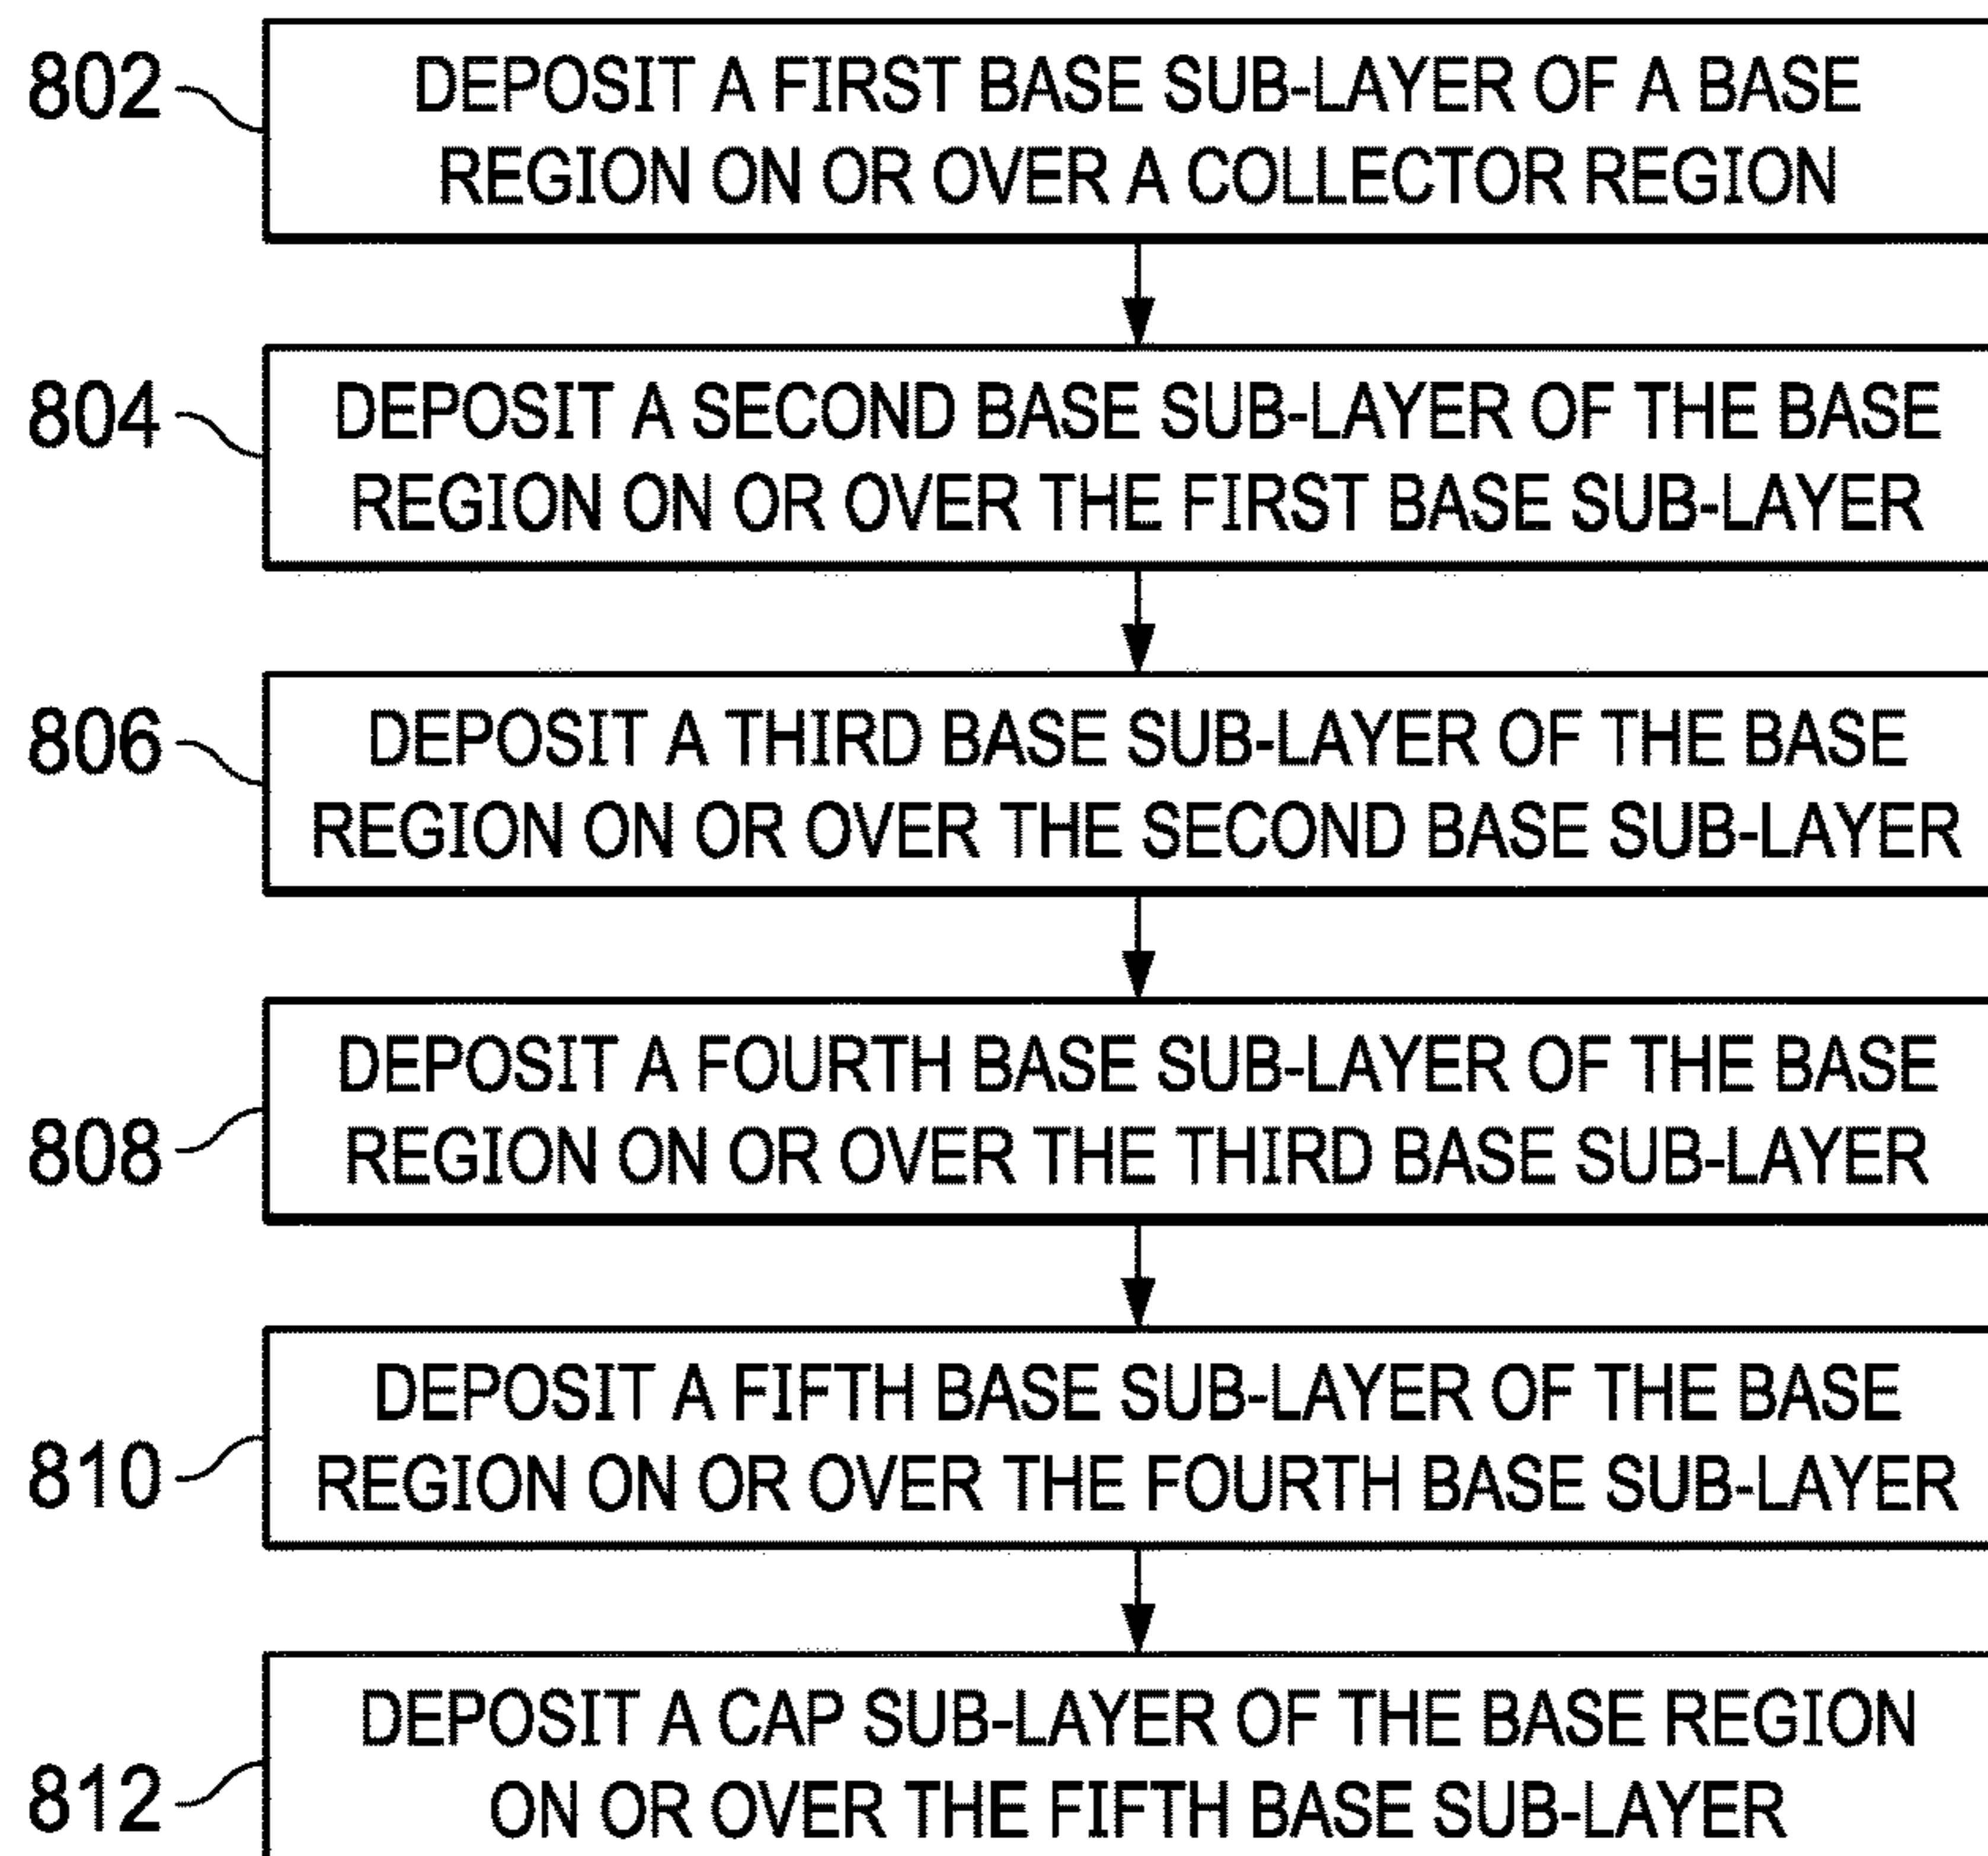 802
DEPOSIT A FIRST BASE SUB-LAYER OF A BASE
REGION ON OR OVER A COLLECTOR REGION
804
DEPOSIT A SECOND BASE SUB-LAYER OF THE BASE
REGION ON OR OVER THE FIRST BASE SUB-LAYER
806
DEPOSIT A THIRD BASE SUB-LAYER OF THE BASE
REGION ON OR OVER THE SECOND BASE SUB-LAYER
808
DEPOSIT A FOURTH BASE SUB-LAYER OF THE BASE
REGION ON OR OVER THE THIRD BASE SUB-LAYER
810
DEPOSIT A FIFTH BASE SUB-LAYER OF THE BASE
REGION ON OR OVER THE FOURTH BASE SUB-LAYER
812
DEPOSIT A CAP SUB-LAYER OF THE BASE REGION
ON OR OVER THE FIFTH BASE SUB-LAYER